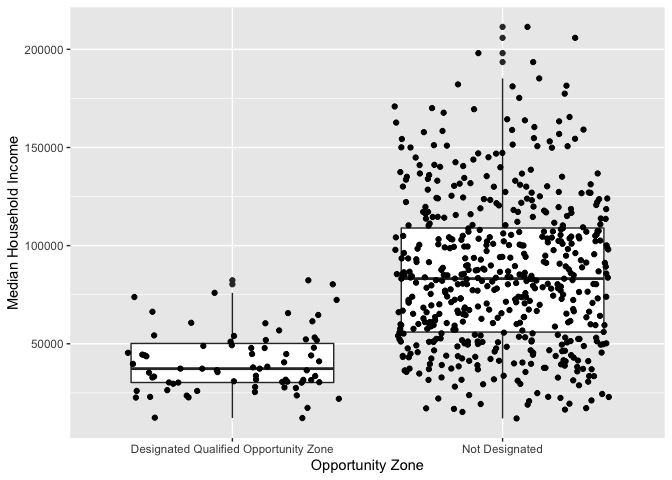 Median Household Income
200000
150000
100000
50000
Designated Qualified Opportunity Zone
Not Designated
Opportunity Zone